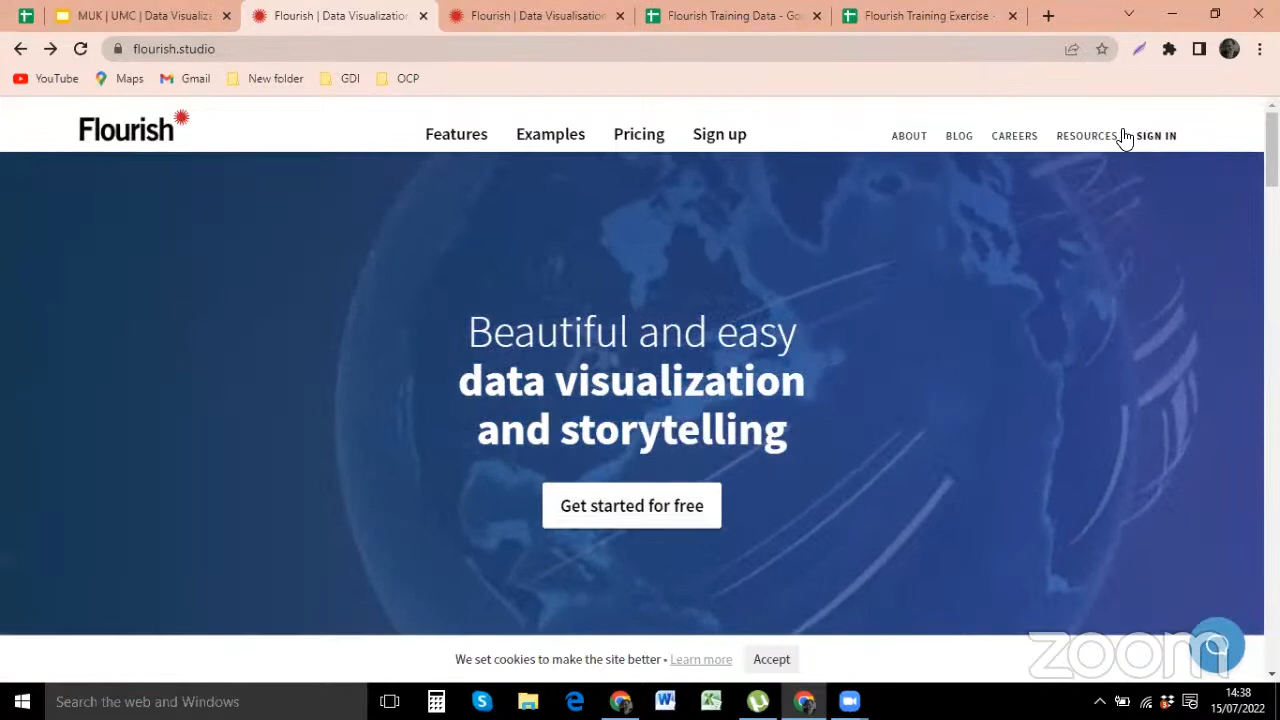 MUK | UMC | Data Visualiza
Flourish | Data Visualization
Flourish | Data Visualisation
Flourish Training Data - Go
Flourish Training Exercise -
flourish.studio
YouTube
Maps
Gmail
New folder
GDI
OCP
Flourish
Features
Examples
Pricing
Sign up
ABOUT
BLOG
CAREERS
RESOURCES
SIGN IN
Beautiful and easy
data visualization
and storytelling
Get started for free
We set cookies to make the site better • Learn more
Accept
zoom
Search the web and Windows
14:38
15/07/2022